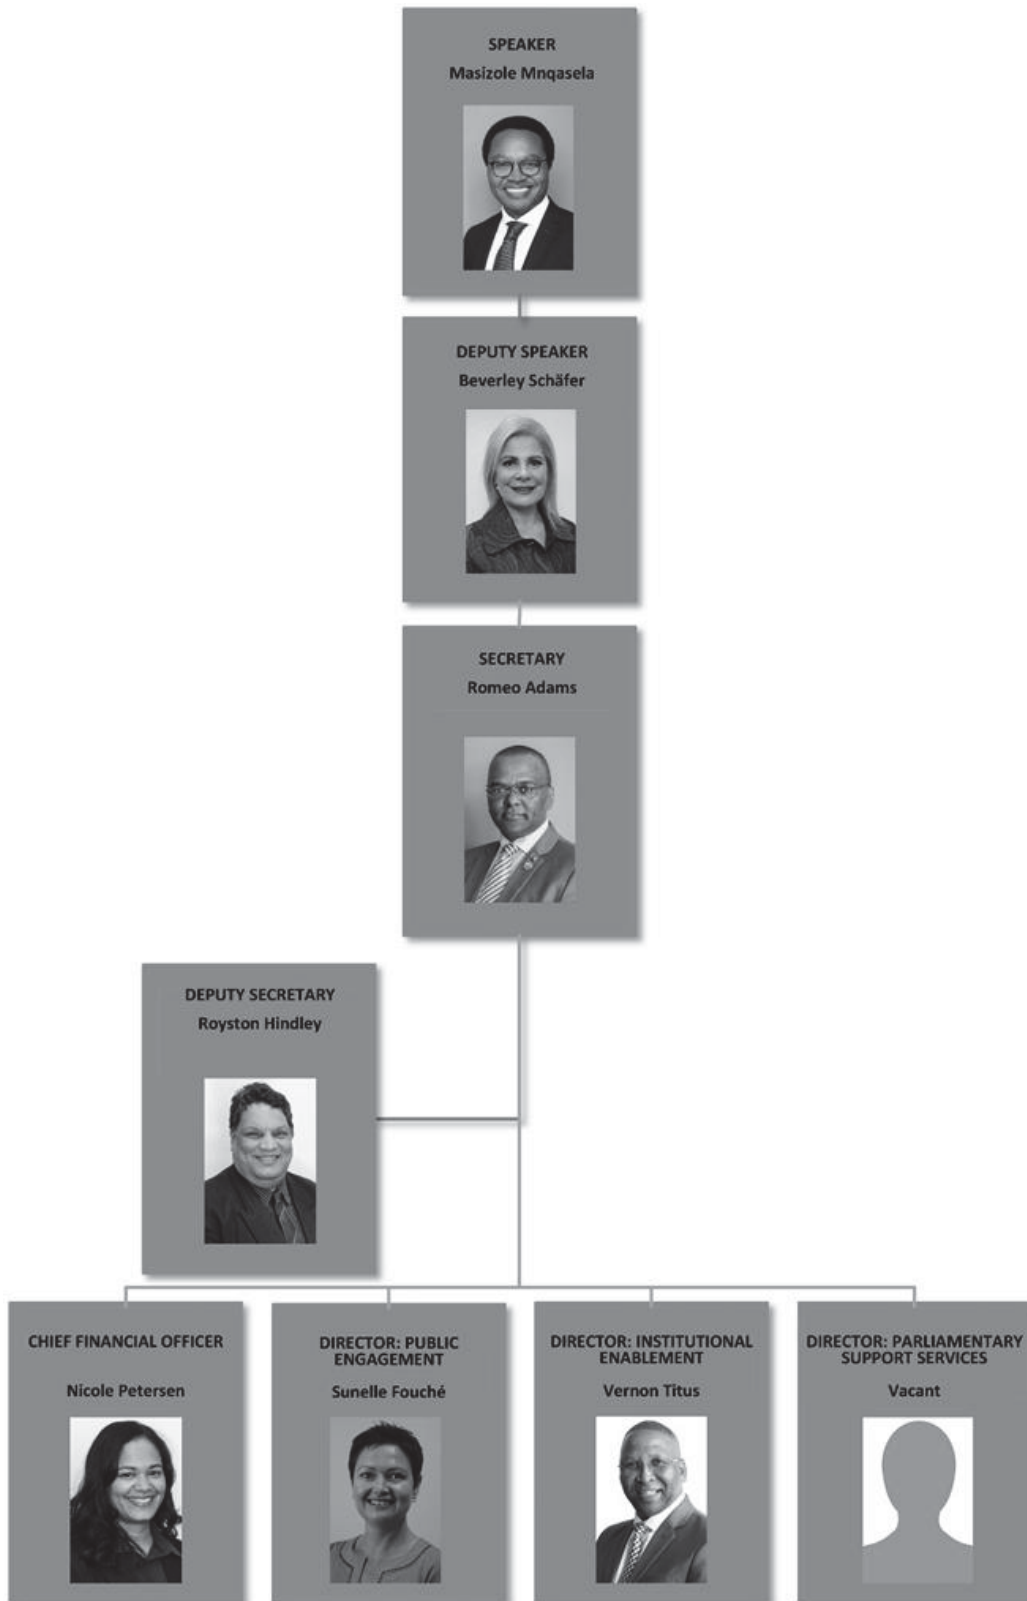 SPEAKER
Masizole Mnqasela
DEPUTY SPEAKER
Beverley Schäfer
SECRETARY
Romeo Adams
DEPUTY SECRETARY
Royston Hindley
CHIEF FINANCIAL OFFICER
Nicole Petersen
DIRECTOR: PUBLIC
ENGAGEMENT
Sunelle Fouché
DIRECTOR: INSTITUTIONAL
ENABLEMENT
Vernon Titus
DIRECTOR: PARLIAMENTARY
SUPPORT SERVICES
Vacant